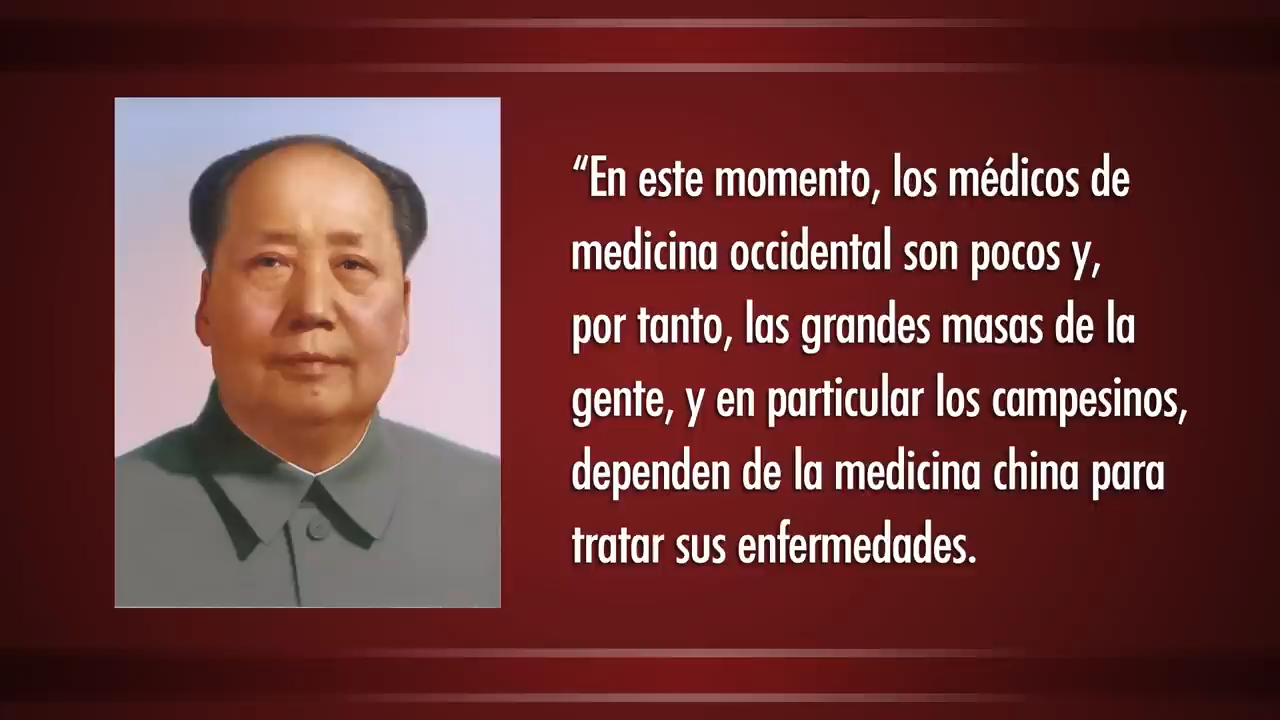 “En este momento, los médicos de
medicina occidental son pocos y,
por tanto, las grandes masas de la
gente, y en particular los campesinos,
dependen de la medicina china para
tratar sus enfermedades.